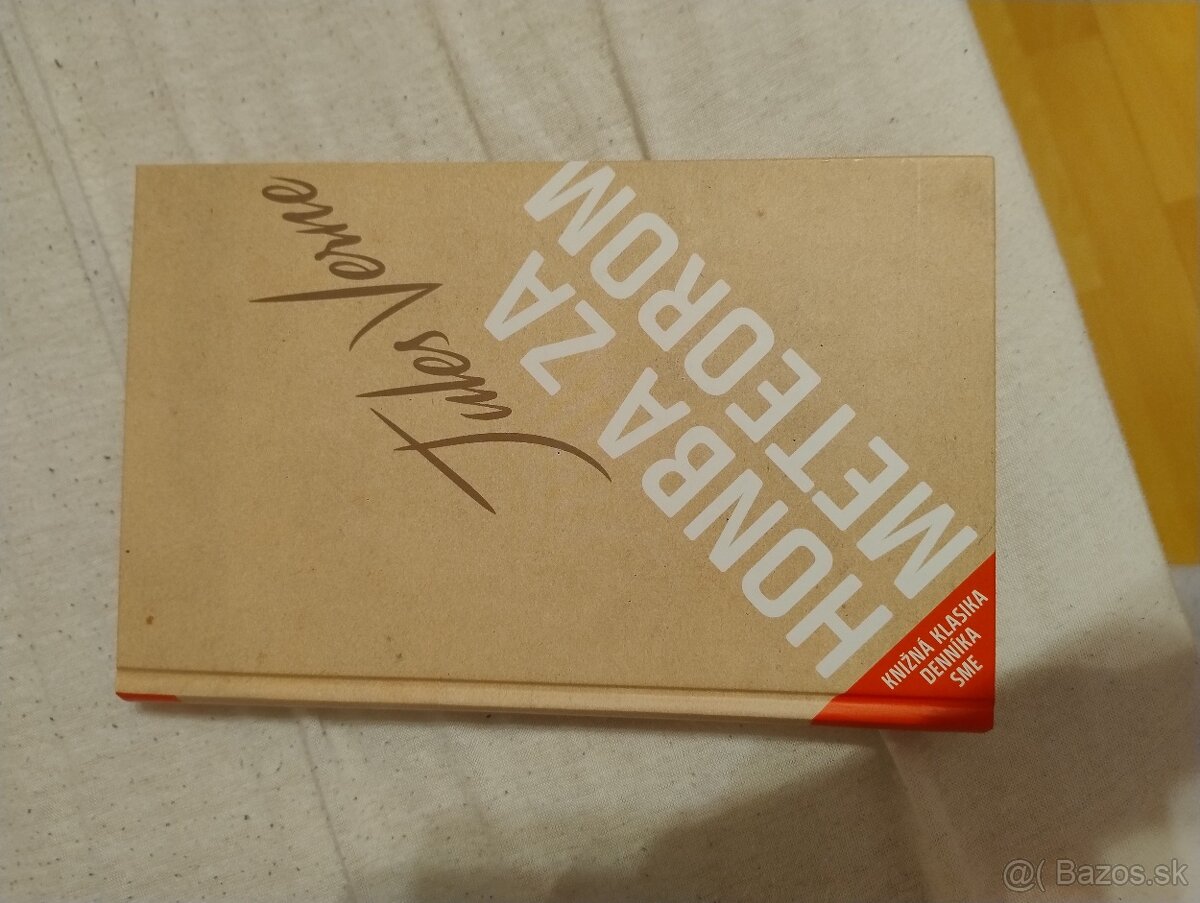 Jules Verne
HONBA ZA
METEOROM
KNIŽNÁ KLASIKA
DENNÍKA
SME
@( Bazos.sk